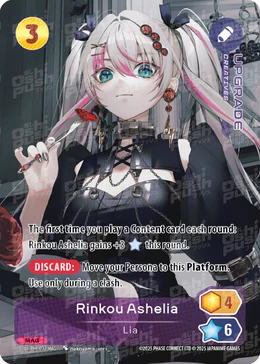 3
UPGRADE
CREATIVES
The first time you play a Content card each round:
Rinkou Ashelia gains +3 ★ this round.
DISCARD: Move your Persona to this Platform.
Use only during a clash.
Rinkou Ashelia
4
Lia
6
©2025 PHASE CONNECT LTD © 2025 JAPANIME GAMES